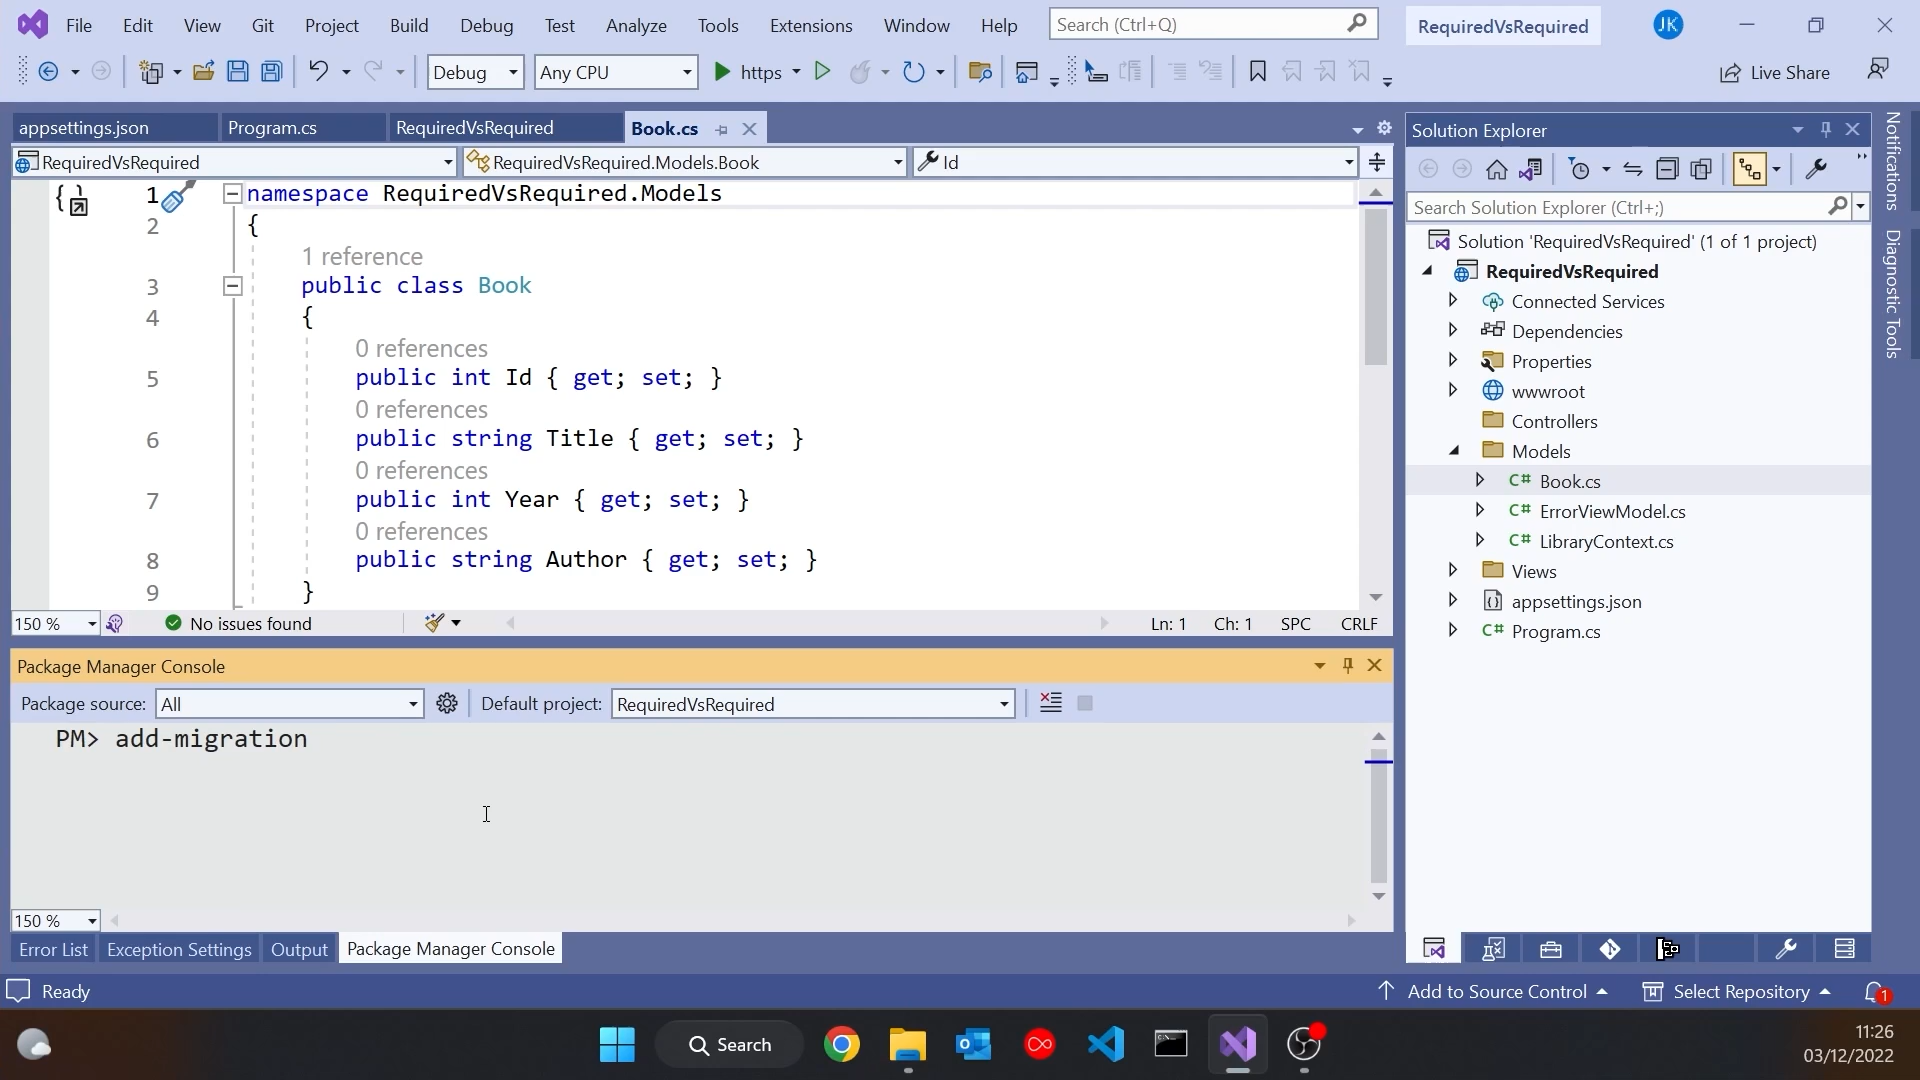 File Edit View Git Project Build Debug Test Analyze Tools Extensions Window Help Search (Ctrl+Q) RequiredVsRequired JK
Debug Any CPU https Live Share
appsettings.json Program.cs RequiredVsRequired Book.cs
RequiredVsRequired RequiredVsRequired.Models.Book Id
1 namespace RequiredVsRequired.Models
2 {
1 reference
3 public class Book
4 {
0 references
5 public int Id { get; set; }
0 references
6 public string Title { get; set; }
0 references
7 public int Year { get; set; }
0 references
8 public string Author { get; set; }
9 }
150 % No issues found Ln: 1 Ch: 1 SPC CRLF
Package Manager Console
Package source: All Default project: RequiredVsRequired
PM> add-migration
150 %
Error List Exception Settings Output Package Manager Console
Solution Explorer
Search Solution Explorer (Ctrl+;)
Solution 'RequiredVsRequired' (1 of 1 project)
RequiredVsRequired
Connected Services
Dependencies
Properties
wwwroot
Controllers
Models
C# Book.cs
C# ErrorViewModel.cs
C# LibraryContext.cs
Views
appsettings.json
C# Program.cs
Notifications
Diagnostic Tools
Ready Add to Source Control Select Repository 1
Search
11:26
03/12/2022